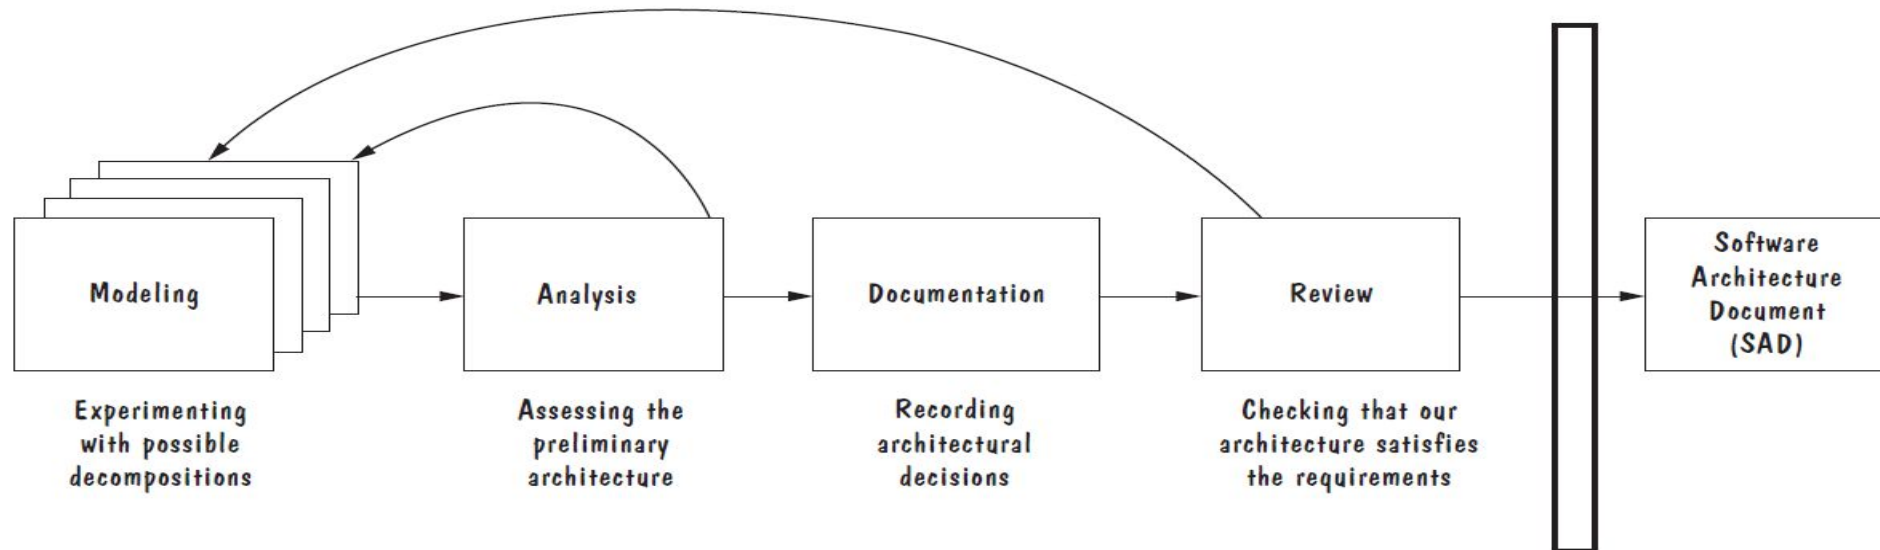 Modeling
Analysis
Documentation
Review
Software
Architecture
Document
(SAD)
Experimenting
with possible
decompositions
Assessing the
preliminary
architecture
Recording
architectural
decisions
Checking that our
architecture satisfies
the requirements